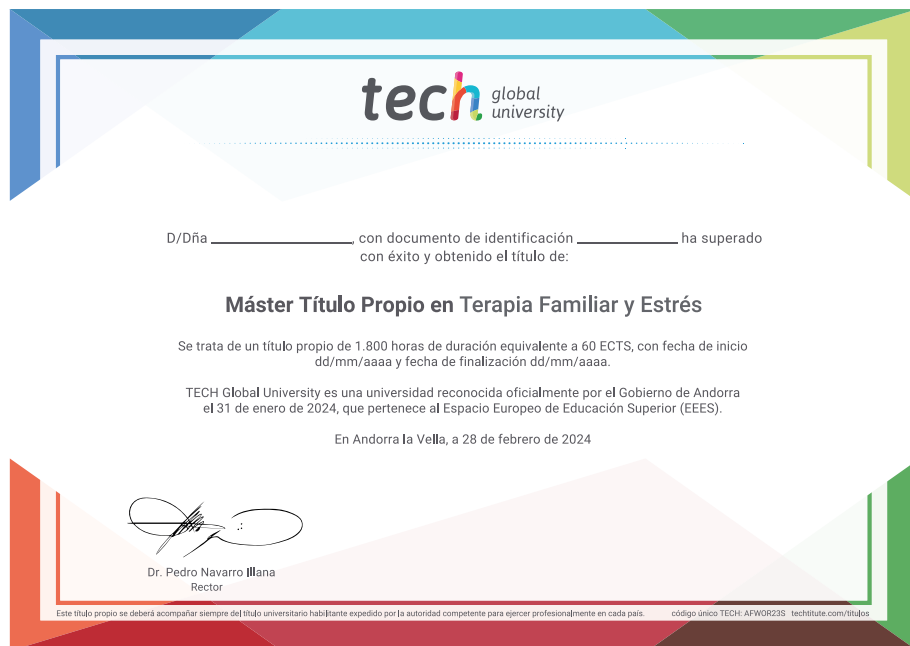 tech global university
D/Dña ____________, con documento de identificación ____________ ha superado
con éxito y obtenido el título de:
Máster Título Propio en Terapia Familiar y Estrés
Se trata de un título propio de 1.800 horas de duración equivalente a 60 ECTS, con fecha de inicio
dd/mm/aaaa y fecha de finalización dd/mm/aaaa.
TECH Global University es una universidad reconocida oficialmente por el Gobierno de Andorra
el 31 de enero de 2024, que pertenece al Espacio Europeo de Educación Superior (EEES).
En Andorra la Vella, a 28 de febrero de 2024
Dr. Pedro Navarro Illana
Rector
Este título propio se deberá acompañar siempre del título universitario habilitante expedido por la autoridad competente para ejercer profesionalmente en cada país. código único TECH: AFWOR23S techtitute.com/titulos